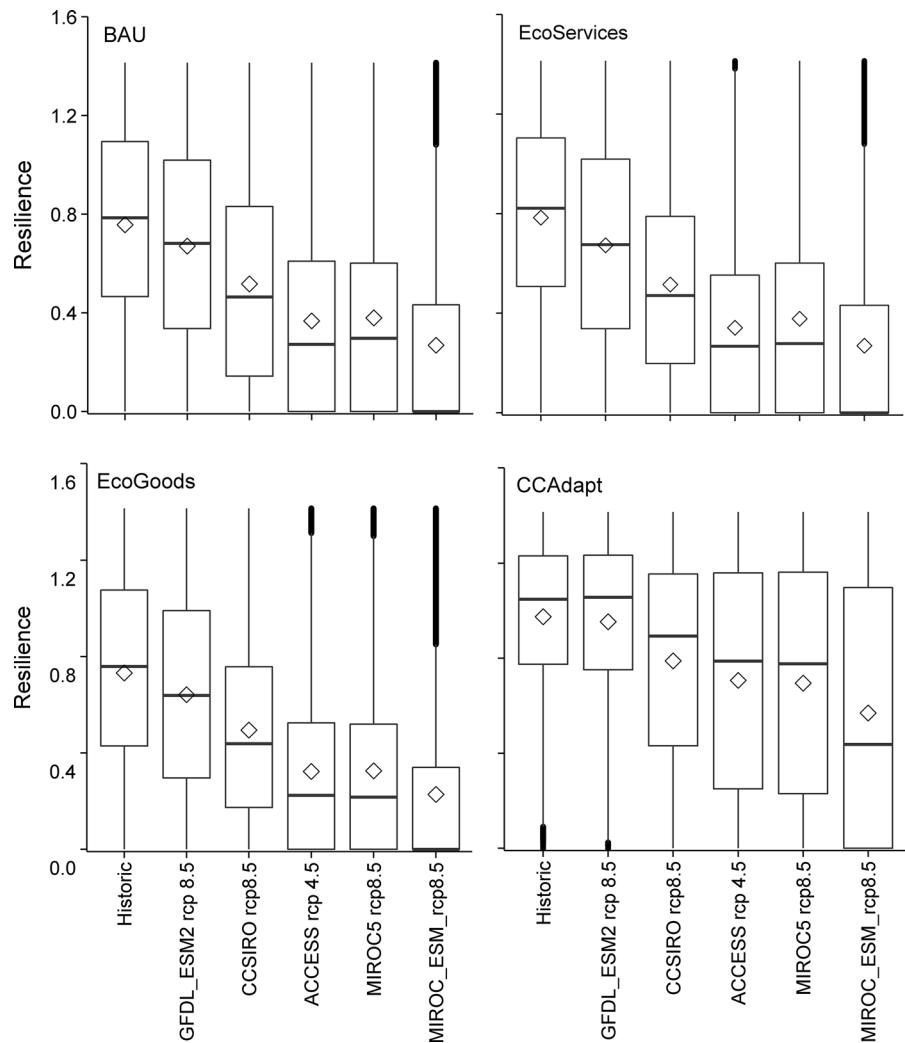 BAU
EcoServices
Resilience
1.6
1.2
0.8
0.4
0.0
EcoGoods
CCAdapt
Resilience
1.6
1.2
0.8
0.4
0.0
Historic
GFDL_ESM2 rcp 8.5
CCSIRO rcp8.5
ACCESS rcp 4.5
MIROC5 rcp8.5
MIROC_ESM_rcp8.5
Historic
GFDL_ESM2 rcp 8.5
CCSIRO rcp8.5
ACCESS rcp 4.5
MIROC5 rcp8.5
MIROC_ESM_rcp8.5